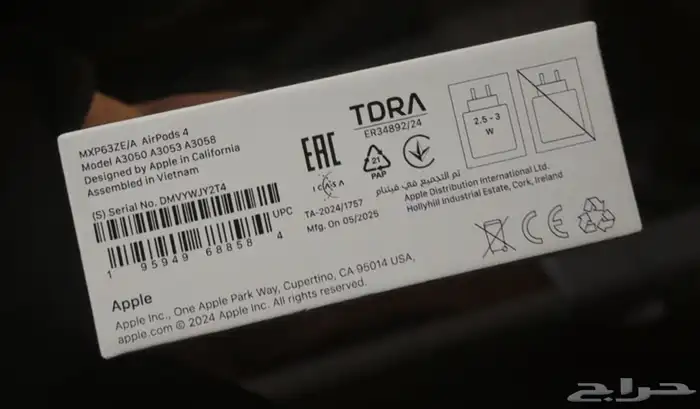 MXP63ZE/A AirPods 4
Model A3050 A3053 A3058
Designed by Apple in California
Assembled in Vietnam
(S) Serial No. DMVYWJY2T4
UPC
1 95949 68858 4
Apple
Apple Inc., One Apple Park Way, Cupertino, CA 95014 USA,
apple.com © 2024 Apple Inc. All rights reserved.
EAC
ICASA
TA-2024/1757
Mfg. On 05/2025
TDRA
ER34892/24
21
PAP
تم التجميع في فيتنام
Apple Distribution International Ltd.
Hollyhill Industrial Estate, Cork, Ireland
2.5 - 3
W
CE
حراج